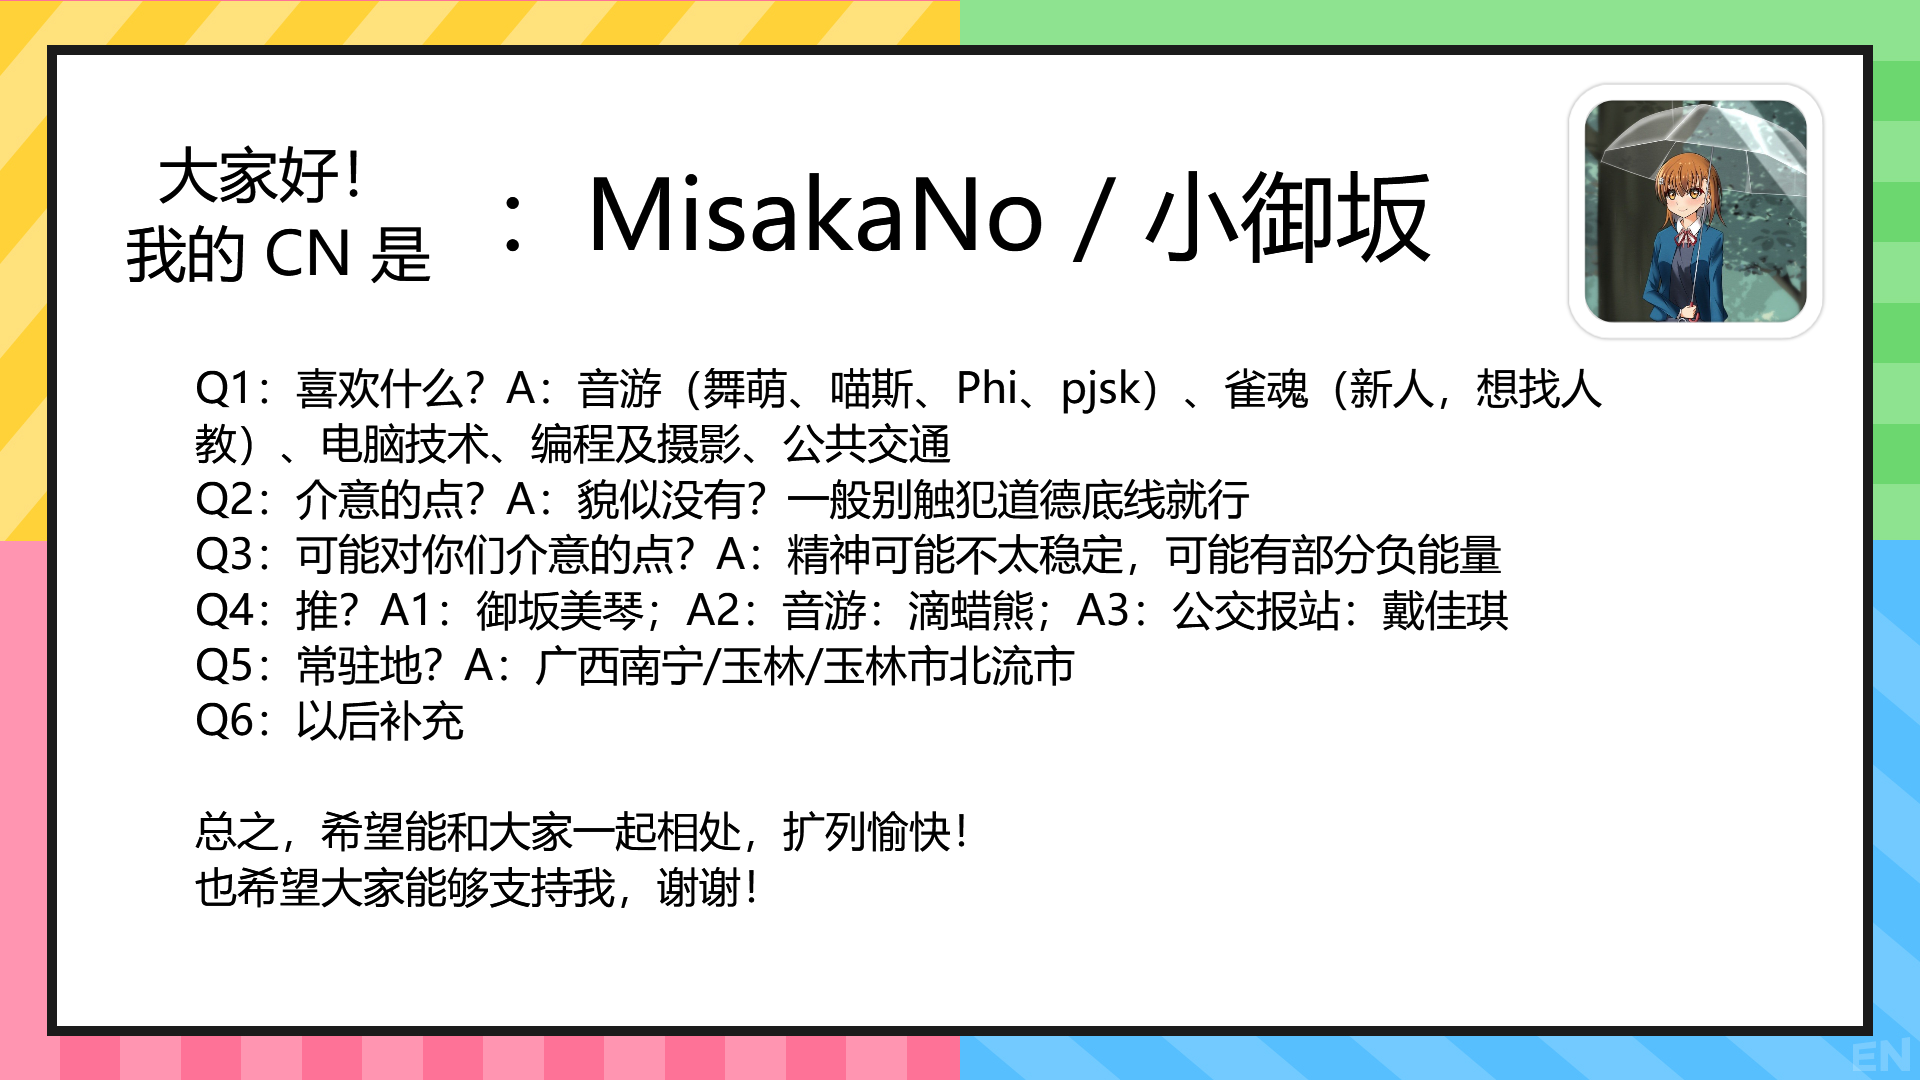 大家好！
我的 CN 是
： MisakaNo / 小御坂
Q1：喜欢什么？A：音游（舞萌、喵斯、Phi、pjsk）、雀魂（新人，想找人
教）、电脑技术、编程及摄影、公共交通
Q2：介意的点？A：貌似没有？一般别触犯道德底线就行
Q3：可能对你们介意的点？A：精神可能不太稳定，可能有部分负能量
Q4：推？A1：御坂美琴；A2：音游：滴蜡熊；A3：公交报站：戴佳琪
Q5：常驻地？A：广西南宁/玉林/玉林市北流市
Q6：以后补充
总之，希望能和大家一起相处，扩列愉快！
也希望大家能够支持我，谢谢！
EN